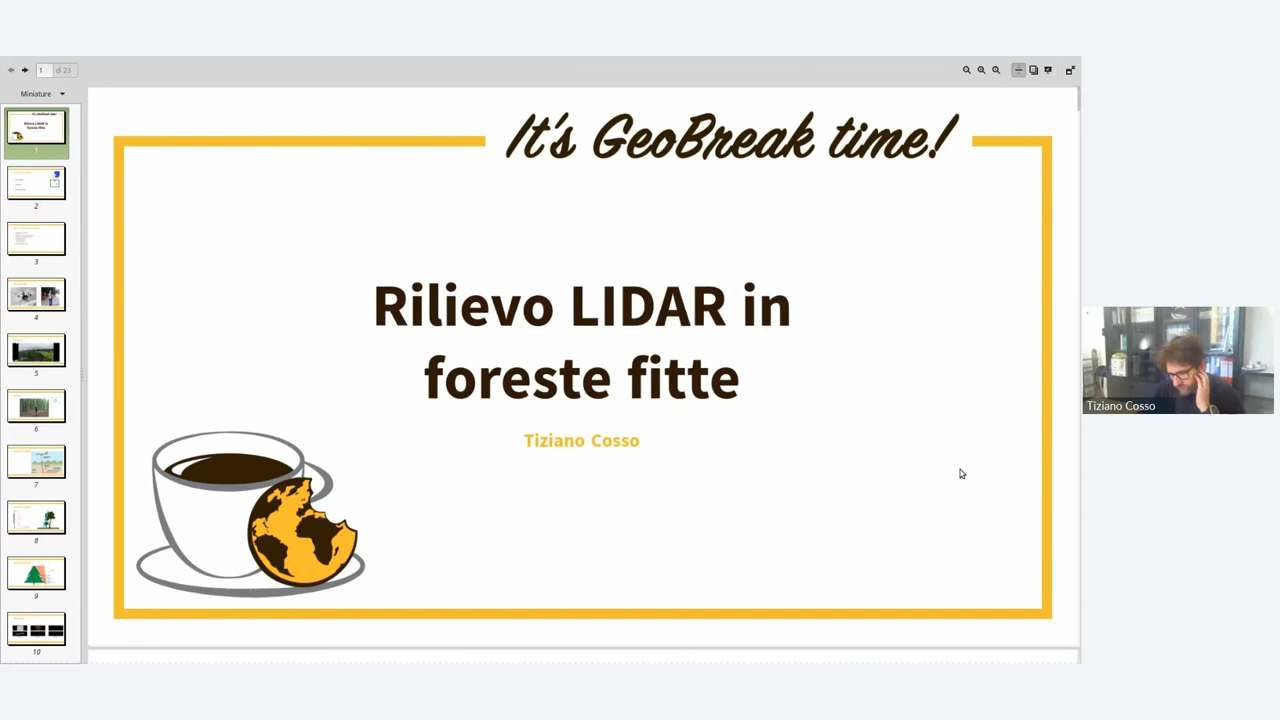 1 di 23
Miniature
It's GeoBreak time!
Rilievo LIDAR in
foreste fitte
Tiziano Cosso
Tiziano Cosso
1
2
3
4
5
6
7
8
9
10